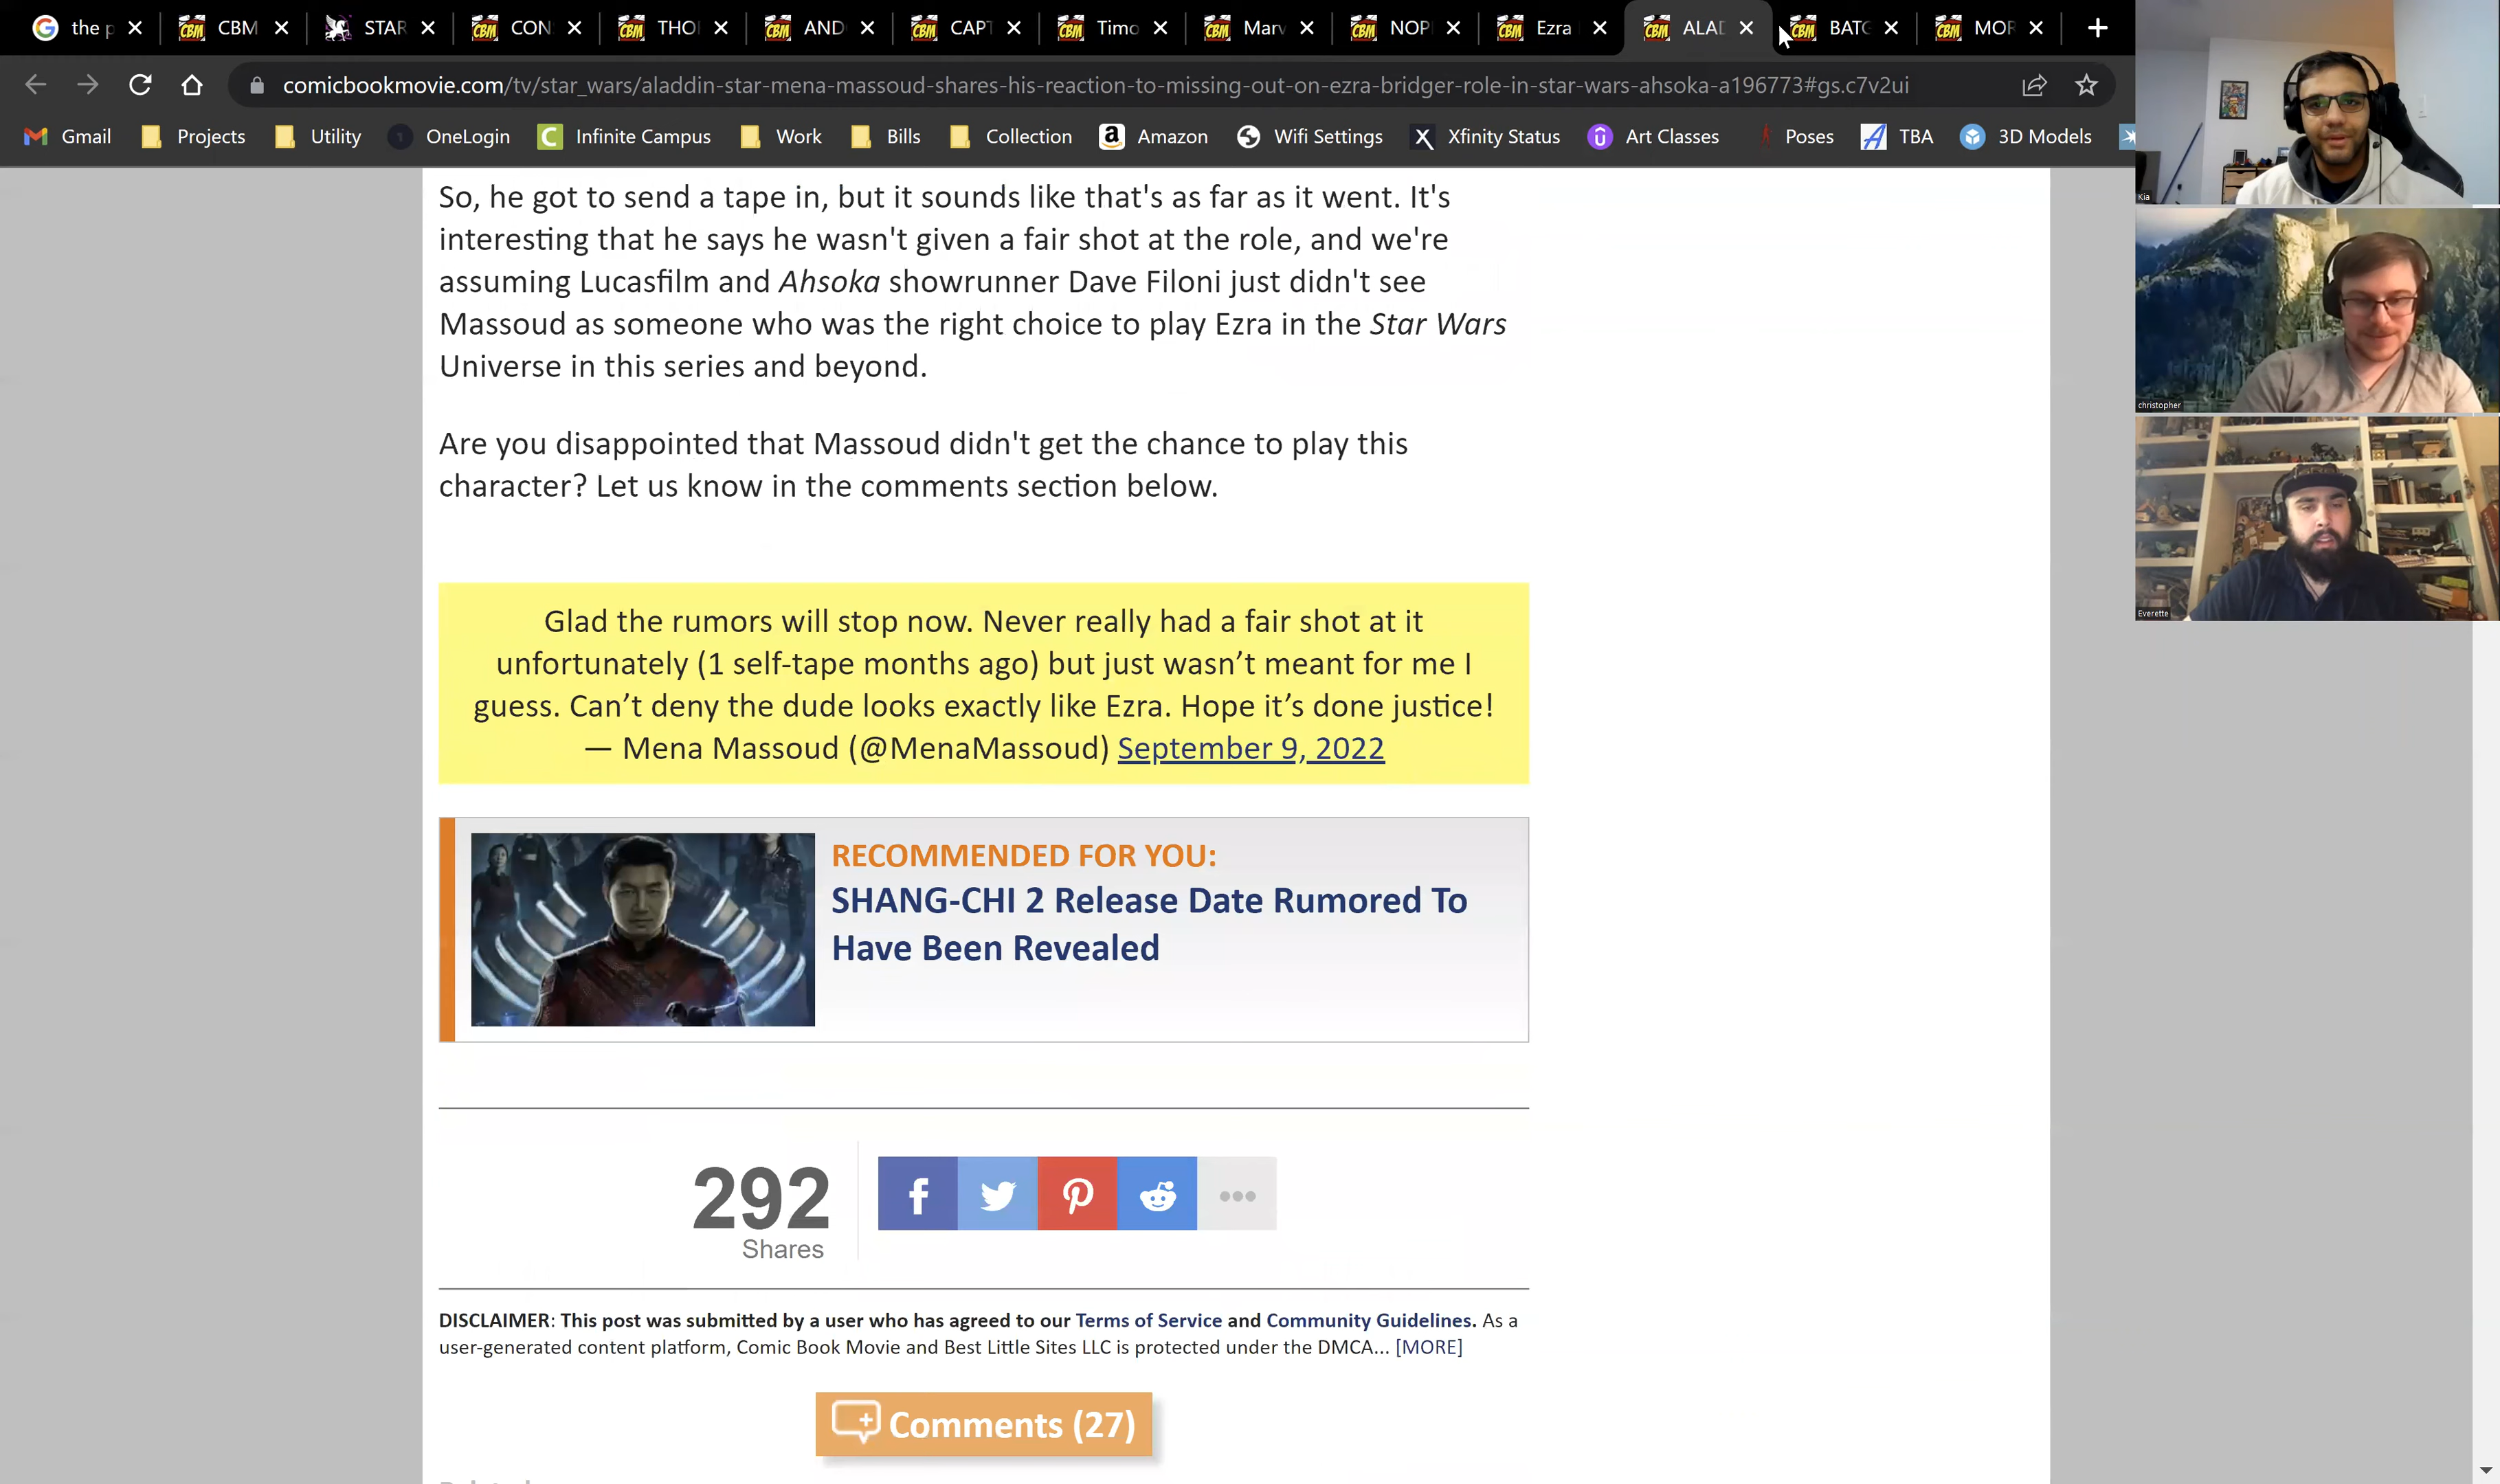 the p
CBM
STAR
CON
THO
AND
CAPT
Timo
Marv
NOP
Ezra
ALAD
BATG
MOR
comicbookmovie.com/tv/star_wars/aladdin-star-mena-massoud-shares-his-reaction-to-missing-out-on-ezra-bridger-role-in-star-wars-ahsoka-a196773#gs.c7v2ui
Gmail
Projects
Utility
OneLogin
Infinite Campus
Work
Bills
Collection
Amazon
Wifi Settings
Xfinity Status
Art Classes
Poses
TBA
3D Models
Kia
christopher
Everette
So, he got to send a tape in, but it sounds like that's as far as it went. It's
interesting that he says he wasn't given a fair shot at the role, and we're
assuming Lucasfilm and Ahsoka showrunner Dave Filoni just didn't see
Massoud as someone who was the right choice to play Ezra in the Star Wars
Universe in this series and beyond.
Are you disappointed that Massoud didn't get the chance to play this
character? Let us know in the comments section below.
Glad the rumors will stop now. Never really had a fair shot at it
unfortunately (1 self-tape months ago) but just wasn’t meant for me I
guess. Can’t deny the dude looks exactly like Ezra. Hope it’s done justice!
— Mena Massoud (@MenaMassoud) September 9, 2022
RECOMMENDED FOR YOU:
SHANG-CHI 2 Release Date Rumored To
Have Been Revealed
292
Shares
DISCLAIMER: This post was submitted by a user who has agreed to our Terms of Service and Community Guidelines. As a
user-generated content platform, Comic Book Movie and Best Little Sites LLC is protected under the DMCA... [MORE]
Comments (27)